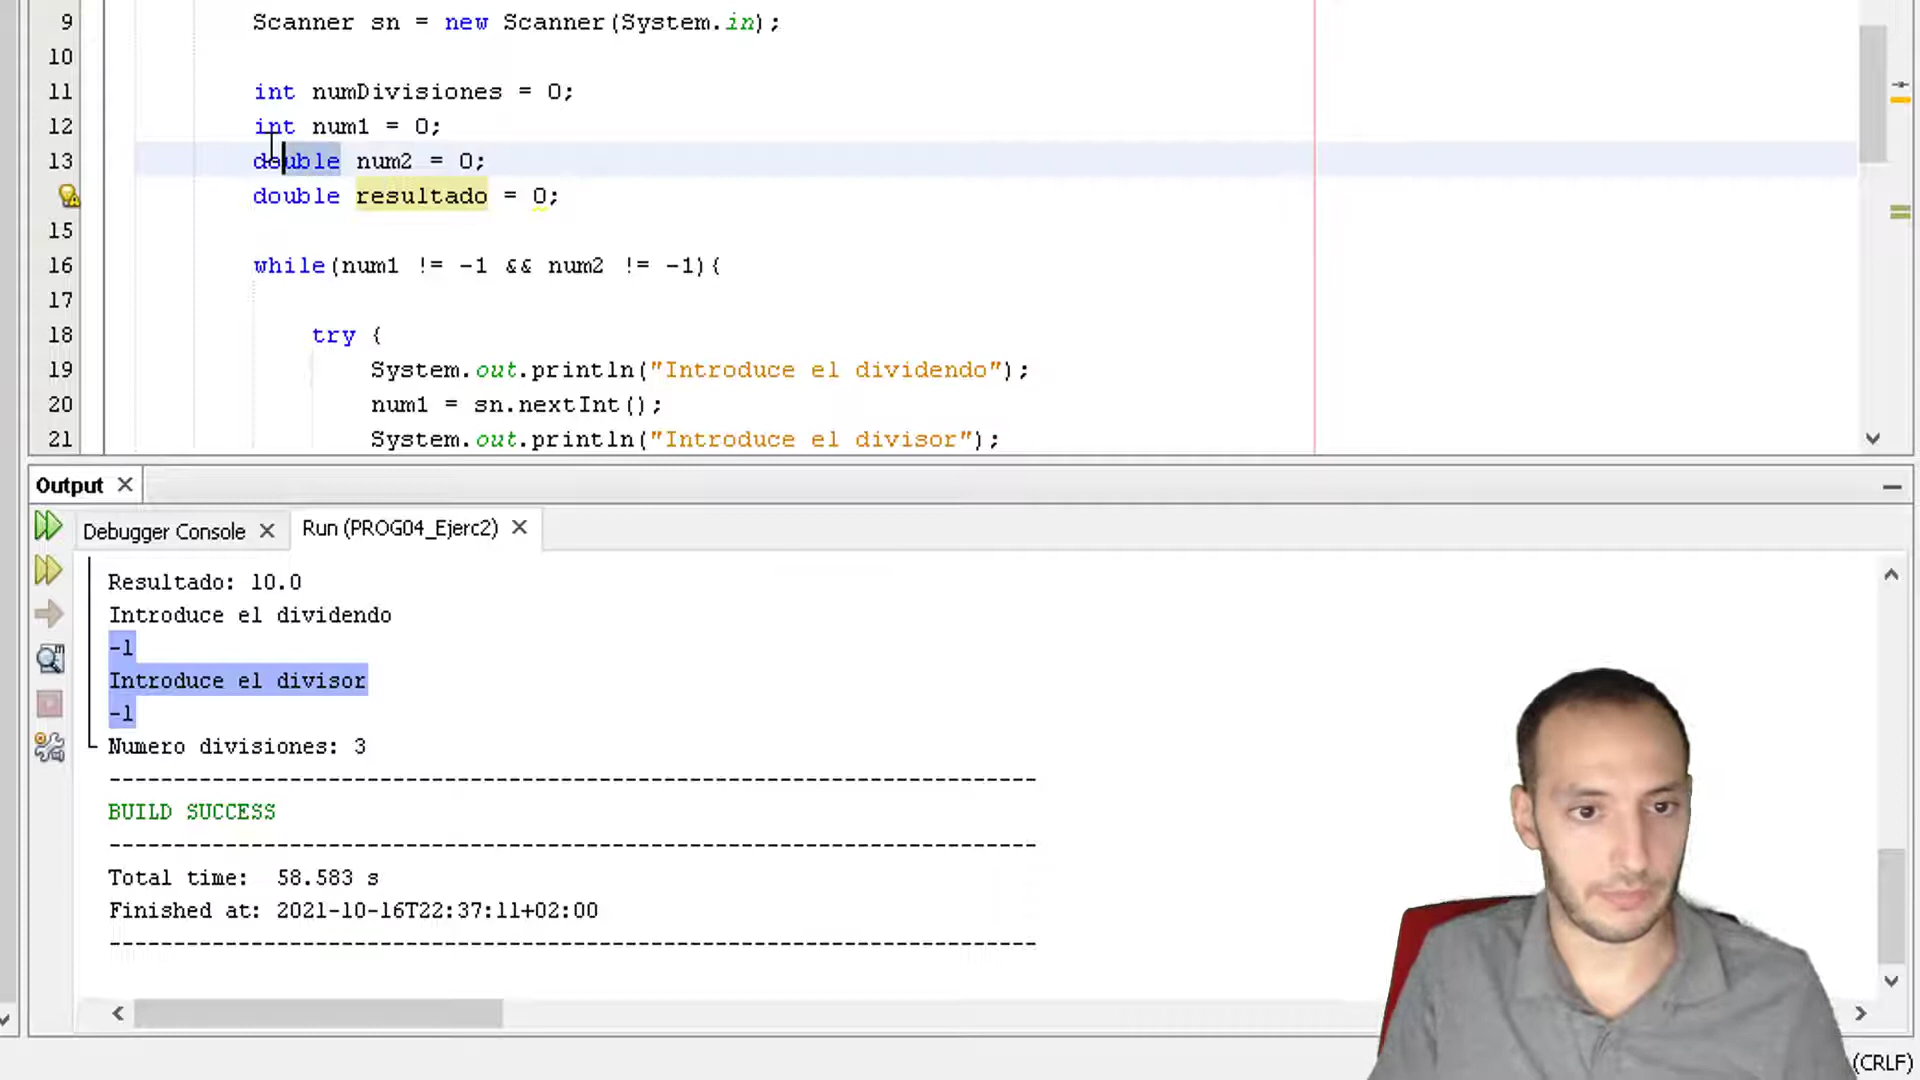 9 Scanner sn = new Scanner(System.in);
10
11 int numDivisiones = 0;
12 int num1 = 0;
13 double num2 = 0;
double resultado = 0;
15
16 while(num1 != -1 && num2 != -1){
17
18 try {
19 System.out.println("Introduce el dividendo");
20 num1 = sn.nextInt();
21 System.out.println("Introduce el divisor");
Output
Debugger Console Run (PROG04_Ejerc2)
Resultado: 10.0
Introduce el dividendo
-1
Introduce el divisor
-1
Numero divisiones: 3
------------------------------------------------------------------------
BUILD SUCCESS
------------------------------------------------------------------------
Total time:  58.583 s
Finished at: 2021-10-16T22:37:11+02:00
------------------------------------------------------------------------
(CRLF)